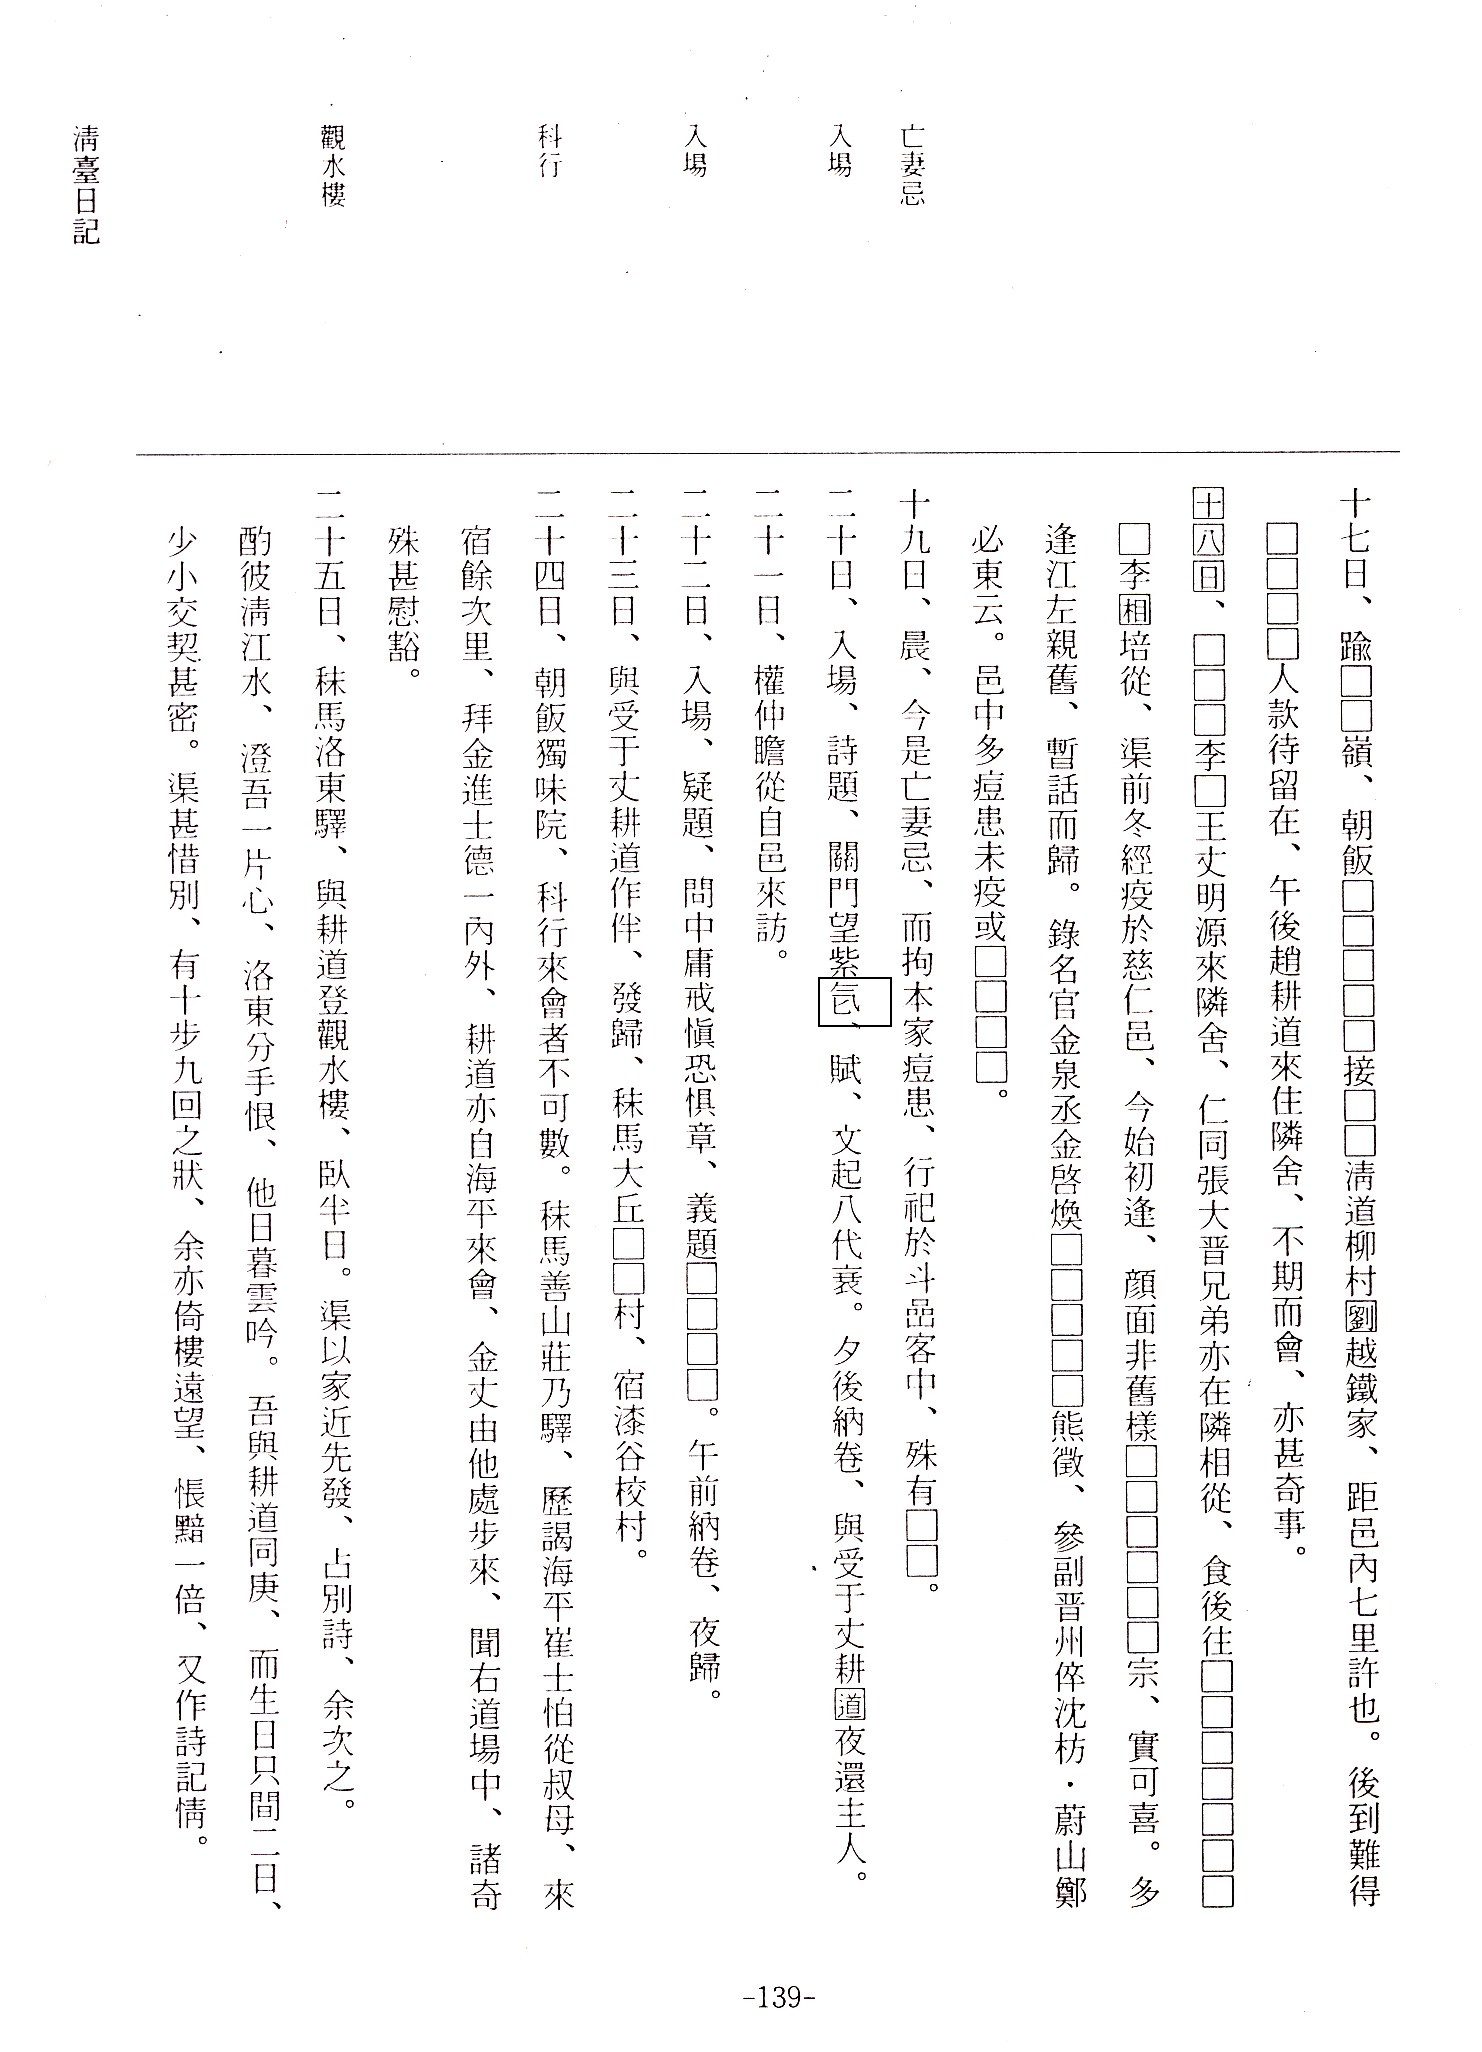 十七日、踰□□嶺、朝飯□□□□□接□□淸道柳村劉越鐵家、距邑內七里許也。後到難得
□□□□人款待留在、午後趙耕道來住隣舍、不期而會、亦甚奇事。
十八日、□□□李□王丈明源來隣舍、仁同張大晋兄弟亦在隣相從、食後往□□□□□□□
□李相培從、渠前冬經疫於慈仁邑、今始初逢、顔面非舊樣□□□□□□宗、實可喜。多
逢江左親舊、暫話而歸。錄名官金泉丞金啓煥□□□□□熊徵、參副晋州倅沈枋・蔚山鄭
必東云。邑中多痘患未疫或□□□□。
亡妻忌
十九日、晨、今是亡妻忌、而拘本家痘患、行祀於斗嵒客中、殊有□□。
入場
二十日、入場、詩題、關門望紫、賦、文起八代衰。夕後納卷、與受于丈耕道夜還主人。
二十一日、權仲瞻從自邑來訪。
入場
二十二日、入場、疑題、問中庸戒愼恐惧章、義題□□□□。午前納卷、夜歸。
二十三日、與受于丈耕道作伴、發歸、秣馬大丘□□村、宿漆谷校村。
科行
二十四日、朝飯獨味院、科行來會者不可數。秣馬善山莊乃驛、歷謁海平崔士怕從叔母、來
宿餘次里、拜金進士德一內外、耕道亦自海平來會、金丈由他處步來、聞右道場中、諸奇
殊甚慰豁。
觀水樓
二十五日、秣馬洛東驛、與耕道登觀水樓、臥半日。渠以家近先發、占別詩、余次之。
酌彼淸江水、澄吾一片心、洛東分手恨、他日暮雲吟。吾與耕道同庚、而生日只間二日、
少小交契甚密。渠甚惜別、有十步九回之狀、余亦倚樓遠望、悵黯一倍、又作詩記情。
淸臺日記
-139-